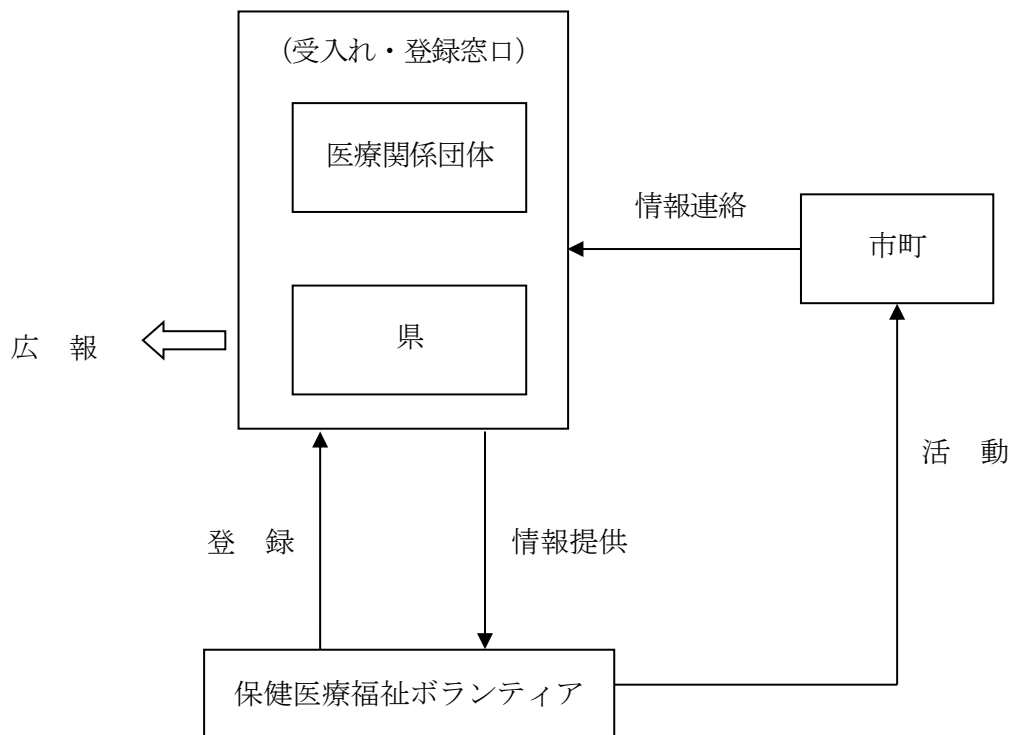 （受入れ・登録窓口）
医療関係団体
情報連絡
市町
県
広　報
活　動
登　録
情報提供
保健医療福祉ボランティア